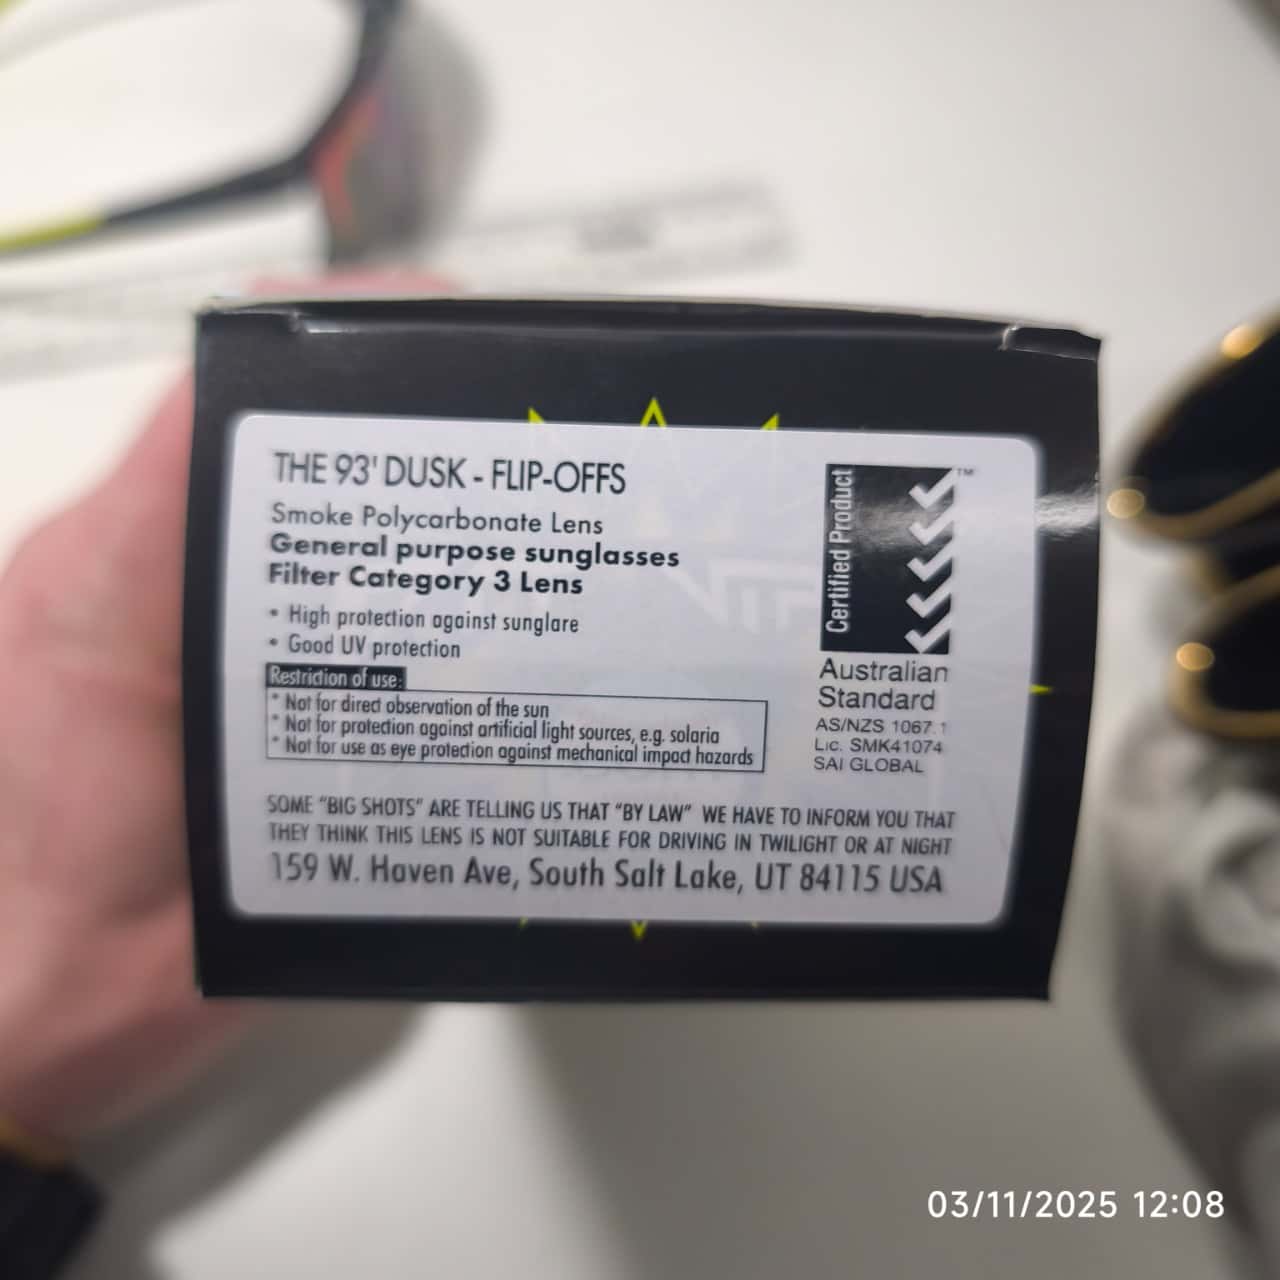 THE 93' DUSK - FLIP-OFFS
Smoke Polycarbonate Lens
General purpose sunglasses
Filter Category 3 Lens
• High protection against sunglare
• Good UV protection
Restriction of use:
* Not for direct observation of the sun
* Not for protection against artificial light sources, e.g. solaria
* Not for use as eye protection against mechanical impact hazards
Certified Product
TM
Australian
Standard
AS/NZS 1067.1
Lic. SMK41074
SAI GLOBAL
SOME "BIG SHOTS" ARE TELLING US THAT "BY LAW" WE HAVE TO INFORM YOU THAT
THEY THINK THIS LENS IS NOT SUITABLE FOR DRIVING IN TWILIGHT OR AT NIGHT
159 W. Haven Ave, South Salt Lake, UT 84115 USA
03/11/2025 12:08